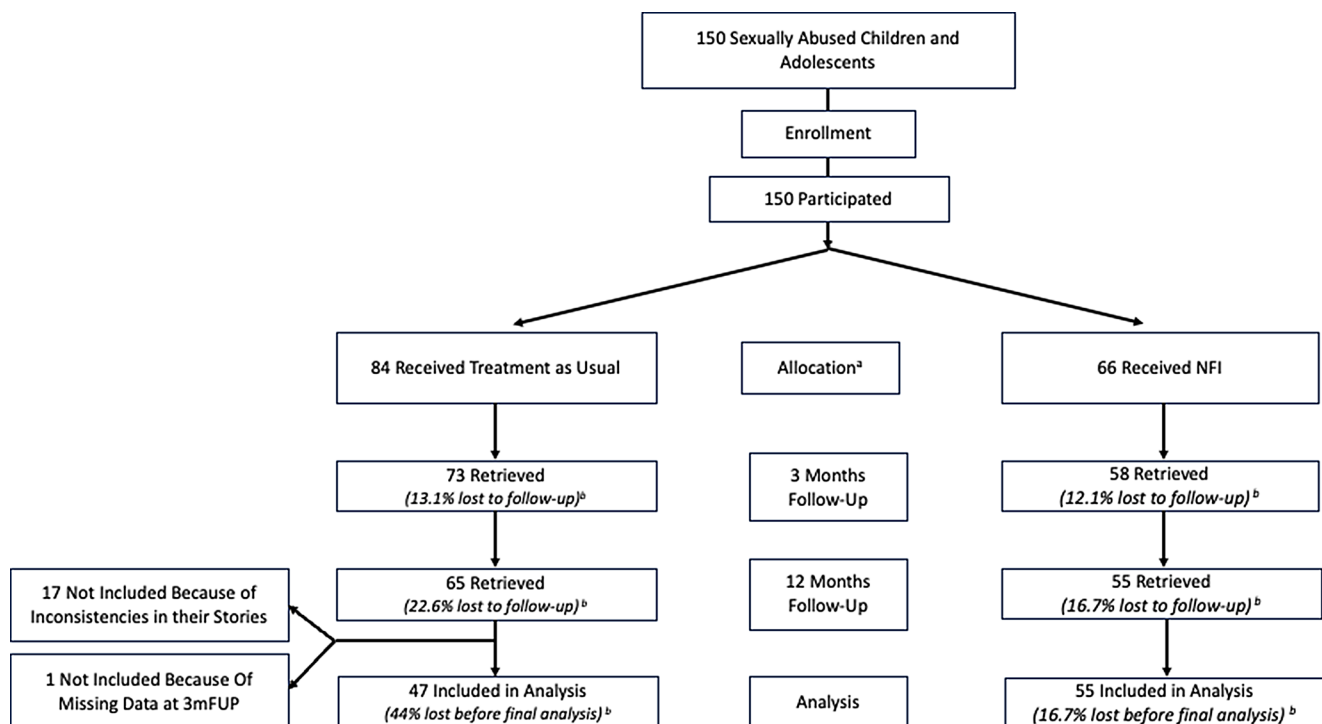 150 Sexually Abused Children and
Adolescents
Enrollment
150 Participated
84 Received Treatment as Usual
Allocationᵃ
66 Received NFI
73 Retrieved
(13.1% lost to follow-up)ᵇ
3 Months
Follow-Up
58 Retrieved
(12.1% lost to follow-up) ᵇ
17 Not Included Because of
Inconsistencies in their Stories
65 Retrieved
(22.6% lost to follow-up) ᵇ
12 Months
Follow-Up
55 Retrieved
(16.7% lost to follow-up) ᵇ
1 Not Included Because Of
Missing Data at 3mFUP
47 Included in Analysis
(44% lost before final analysis) ᵇ
Analysis
55 Included in Analysis
(16.7% lost before final analysis) ᵇ